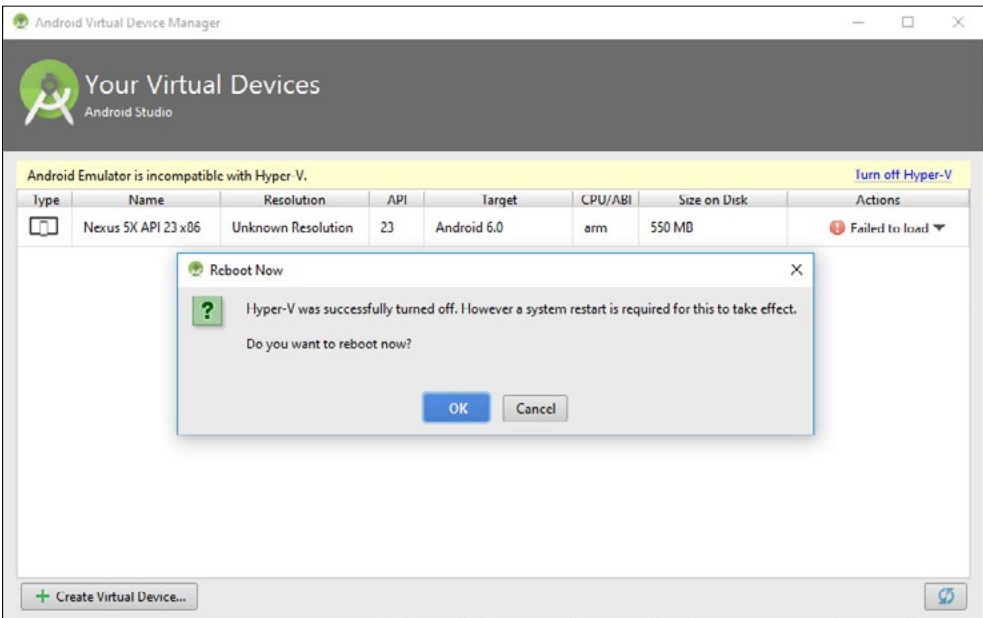 Android Virtual Device Manager
Your Virtual Devices
Android Studio
Android Emulator is incompatible with Hyper-V. Turn off Hyper-V
Type Name Resolution API Target CPU/ABI Size on Disk Actions
Nexus 5X API 23 x86 Unknown Resolution 23 Android 6.0 arm 550 MB Failed to load
Reboot Now
Hyper-V was successfully turned off. However a system restart is required for this to take effect.
Do you want to reboot now?
OK Cancel
Create Virtual Device...